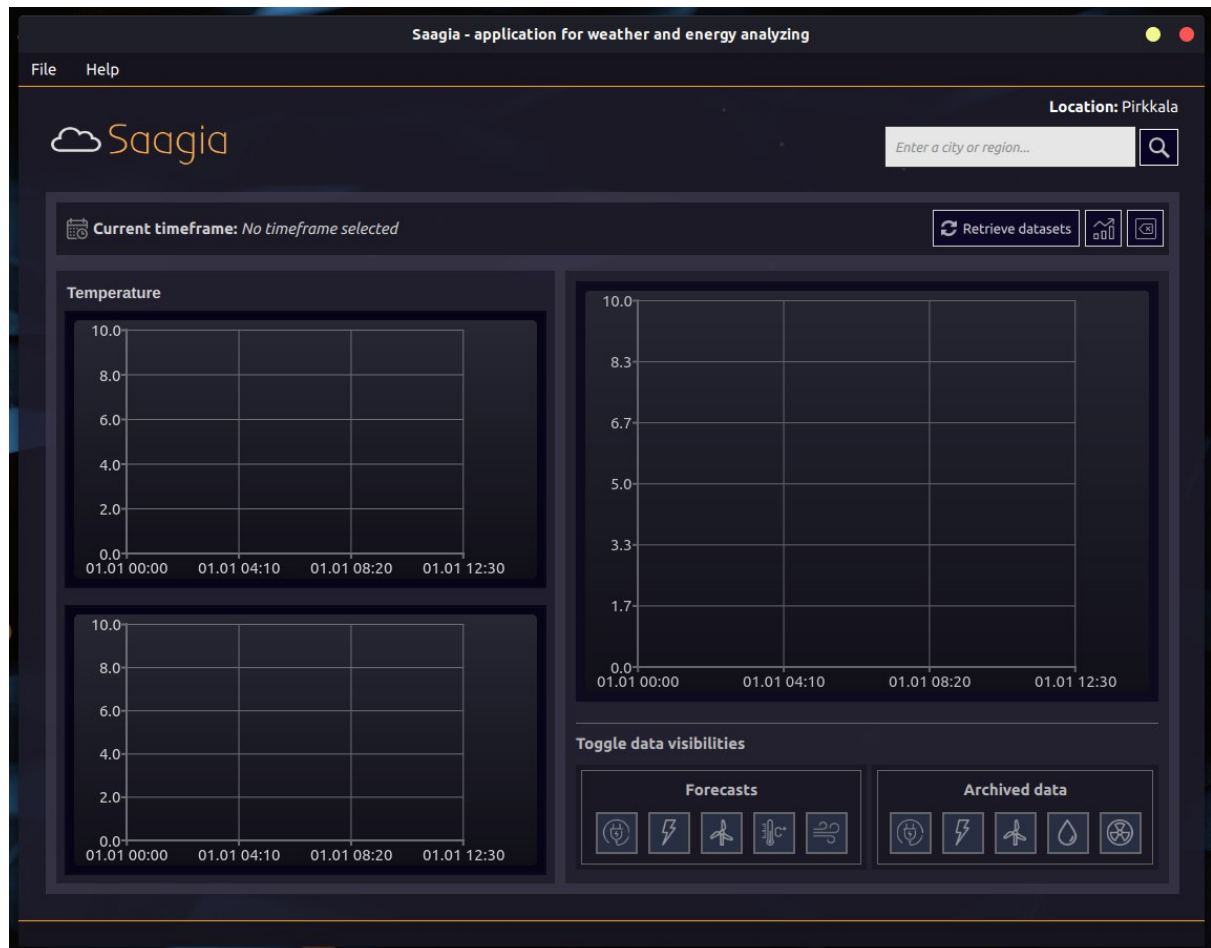 Saagia - application for weather and energy analyzing
File Help
Location: Pirkkala
Saagia
Enter a city or region...
Current timeframe: No timeframe selected
Retrieve datasets
Temperature
10.0
8.0
6.0
4.0
2.0
0.0
01.01 00:00 01.01 04:10 01.01 08:20 01.01 12:30
10.0
8.0
6.0
4.0
2.0
0.0
01.01 00:00 01.01 04:10 01.01 08:20 01.01 12:30
10.0
8.3
6.7
5.0
3.3
1.7
0.0
01.01 00:00 01.01 04:10 01.01 08:20 01.01 12:30
Toggle data visibilities
Forecasts
C°
Archived data